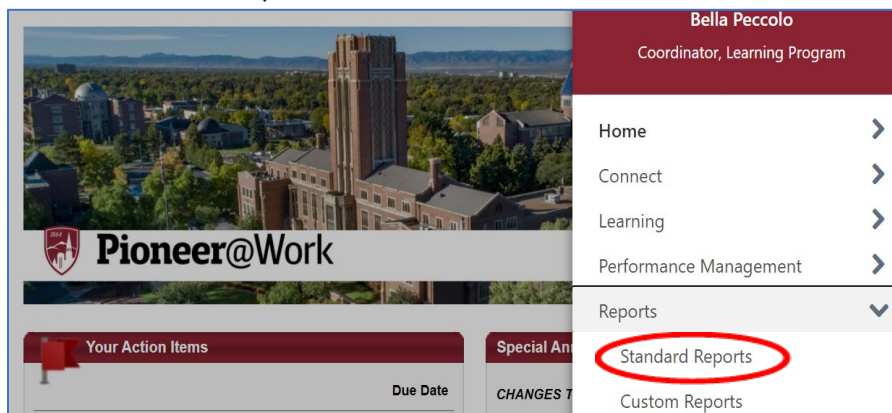 Bella Peccolo
Coordinator, Learning Program
Home
Connect
Learning
Performance Management
Reports
Standard Reports
Custom Reports
1864
Pioneer@Work
Your Action Items
Due Date
Special Ann
CHANGES T